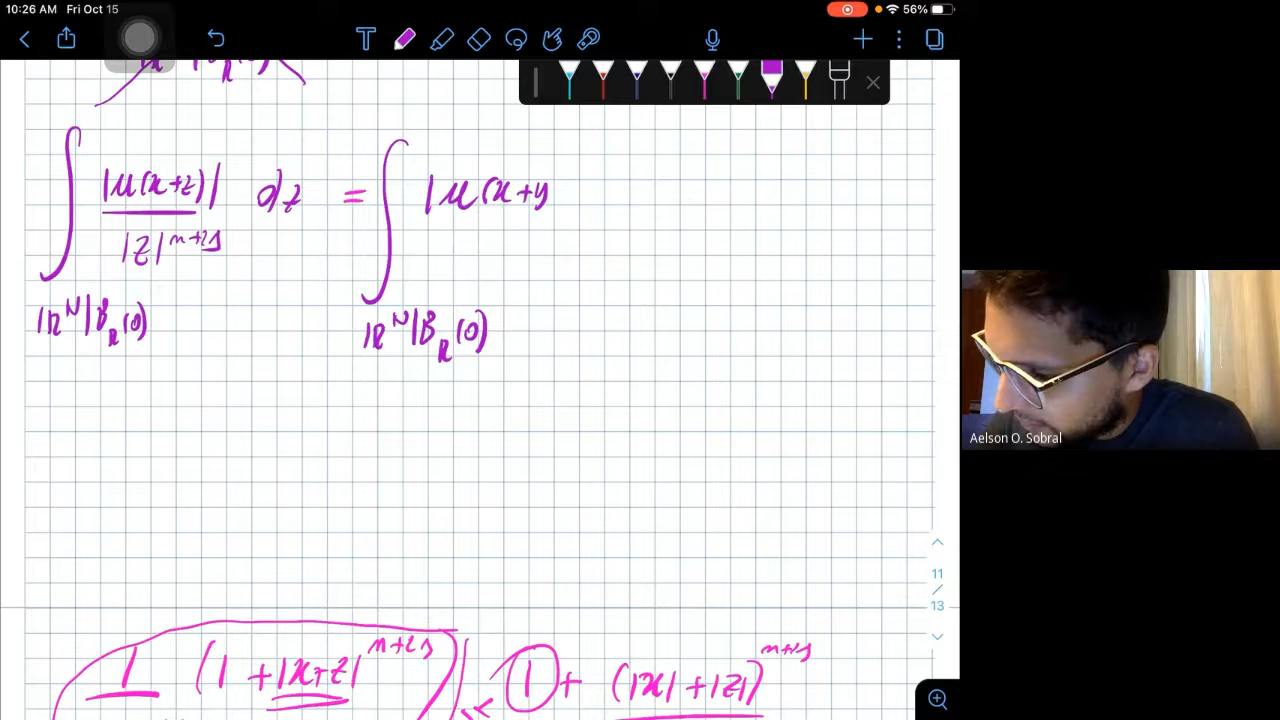 10:26 AM Fri Oct 15
56%
∫ |u(x+z)| / |z|^{n+2s} dz = ∫ |u(x+y
ℝ^N|B_R(0) ℝ^N|B_R(0)
Aelson O. Sobral
11
/
13
1 (1 + |x+z|^{n+2s}) ≤ 1 + (|x| + |z|)^{n+2s}